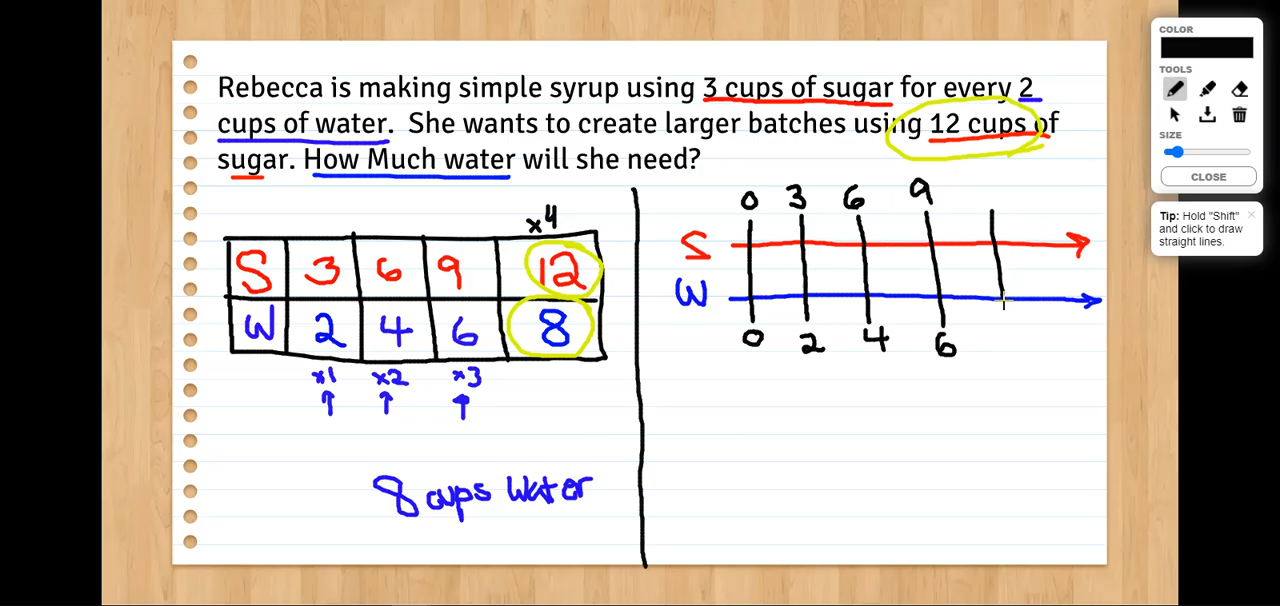 Rebecca is making simple syrup using 3 cups of sugar for every 2
cups of water. She wants to create larger batches using 12 cups of
sugar. How Much water will she need?
x4
S 3 6 9 12
W 2 4 6 8
x1 x2 x3
8 cups Water
0 3 6 9
S
W
0 2 4 6
COLOR
TOOLS
SIZE
CLOSE
Tip: Hold "Shift"
and click to draw
straight lines.